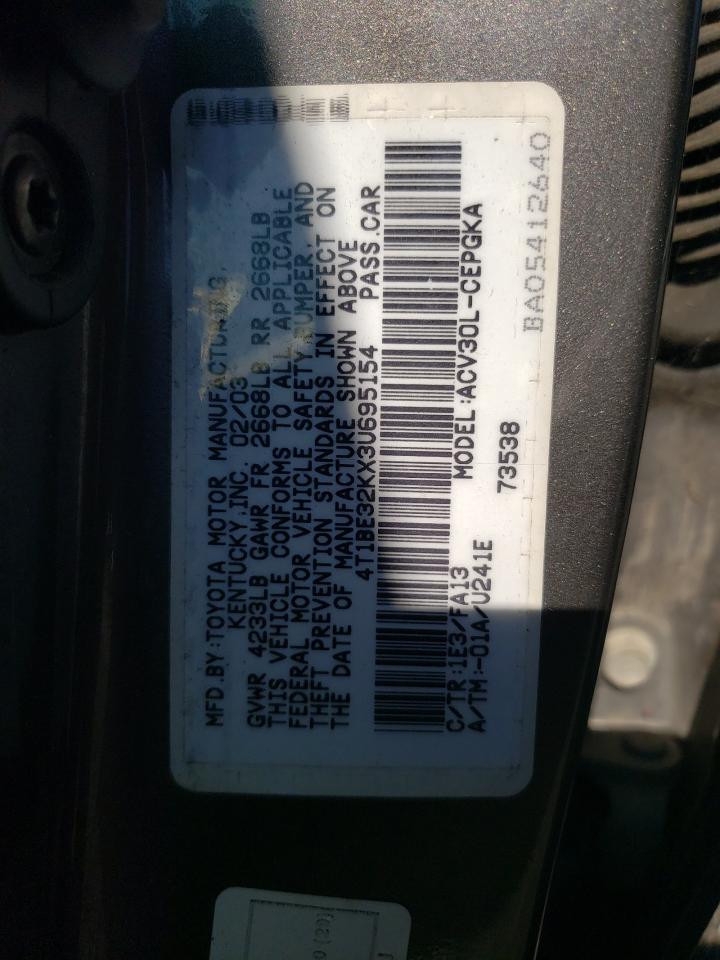 MFD.BY:TOYOTA MOTOR MANUFACTURING,
KENTUCKY,INC. 02/03
GVWR 4233LB GAWR FR 2668LB RR 2668LB
THIS VEHICLE CONFORMS TO ALL APPLICABLE
FEDERAL MOTOR VEHICLE SAFETY, BUMPER, AND
THEFT PREVENTION STANDARDS IN EFFECT ON
THE DATE OF MANUFACTURE SHOWN ABOVE
4T1BE32KX3U695154 PASS.CAR
C/TR:1E3/FA13 MODEL:ACV30L-CEPGKA
A/TM:-01A/U241E 73538
BA05412640